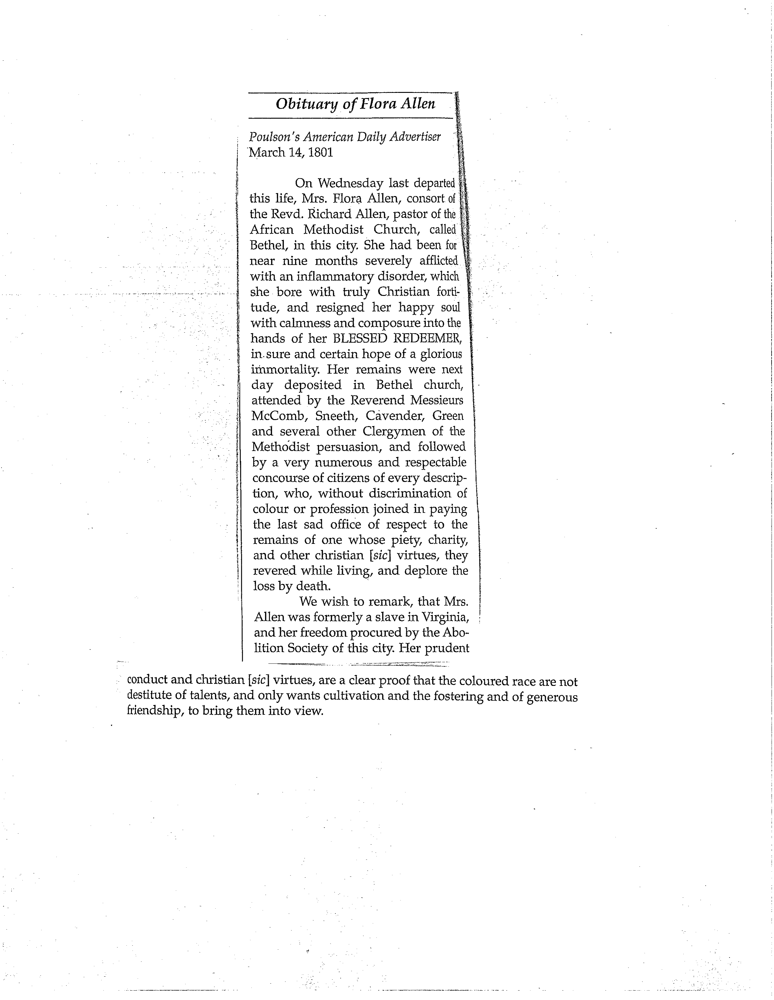 Obituary of Flora Allen
Poulson's American Daily Advertiser
March 14, 1801
On Wednesday last departed
this life, Mrs. Flora Allen, consort of
the Revd. Richard Allen, pastor of the
African Methodist Church, called
Bethel, in this city. She had been for
near nine months severely afflicted
with an inflammatory disorder, which
she bore with truly Christian forti-
tude, and resigned her happy soul
with calmness and composure into the
hands of her BLESSED REDEEMER,
in sure and certain hope of a glorious
immortality. Her remains were next
day deposited in Bethel church,
attended by the Reverend Messieurs
McComb, Sneeth, Cavender, Green
and several other Clergymen of the
Methodist persuasion, and followed
by a very numerous and respectable
concourse of citizens of every descrip-
tion, who, without discrimination of
colour or profession joined in paying
the last sad office of respect to the
remains of one whose piety, charity,
and other christian [sic] virtues, they
revered while living, and deplore the
loss by death.
We wish to remark, that Mrs.
Allen was formerly a slave in Virginia,
and her freedom procured by the Abo-
lition Society of this city. Her prudent
conduct and christian [sic] virtues, are a clear proof that the coloured race are not
destitute of talents, and only wants cultivation and the fostering and of generous
friendship, to bring them into view.